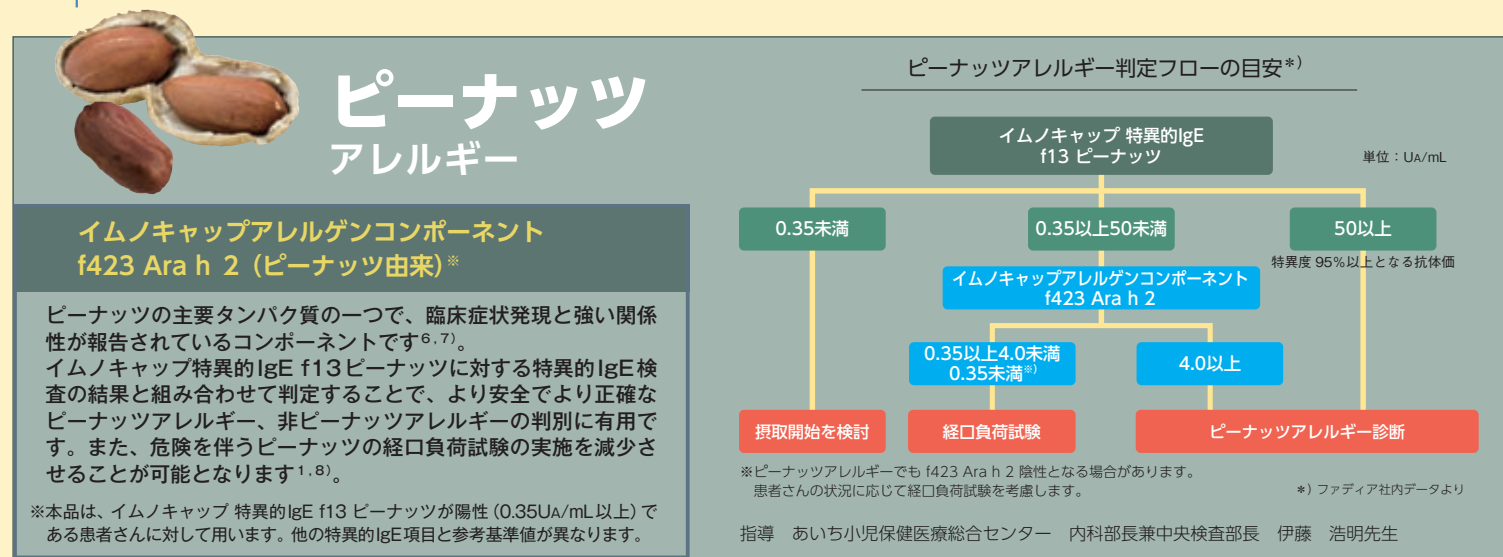 ピーナッツ
アレルギー
イムノキャップアレルゲンコンポーネント
f423 Ara h 2（ピーナッツ由来）※
ピーナッツの主要タンパク質の一つで、臨床症状発現と強い関係
性が報告されているコンポーネントです6,7)。
イムノキャップ特異的IgE f13ピーナッツに対する特異的IgE検
査の結果と組み合わせて判定することで、より安全でより正確な
ピーナッツアレルギー、非ピーナッツアレルギーの判別に有用で
す。また、危険を伴うピーナッツの経口負荷試験の実施を減少さ
せることが可能となります1,8)。
※本品は、イムノキャップ 特異的IgE f13 ピーナッツが陽性（0.35UA/mL以上）で
ある患者さんに対して用います。他の特異的IgE項目と参考基準値が異なります。
ピーナッツアレルギー判定フローの目安*)
イムノキャップ 特異的IgE
f13 ピーナッツ
単位：UA/mL
0.35未満
0.35以上50未満
50以上
特異度 95%以上となる抗体価
イムノキャップアレルゲンコンポーネント
f423 Ara h 2
0.35以上4.0未満
0.35未満※)
4.0以上
摂取開始を検討
経口負荷試験
ピーナッツアレルギー診断
※ピーナッツアレルギーでも f423 Ara h 2 陰性となる場合があります。
患者さんの状況に応じて経口負荷試験を考慮します。
*）ファディア社内データより
指導　あいち小児保健医療総合センター　内科部長兼中央検査部長　伊藤　浩明先生